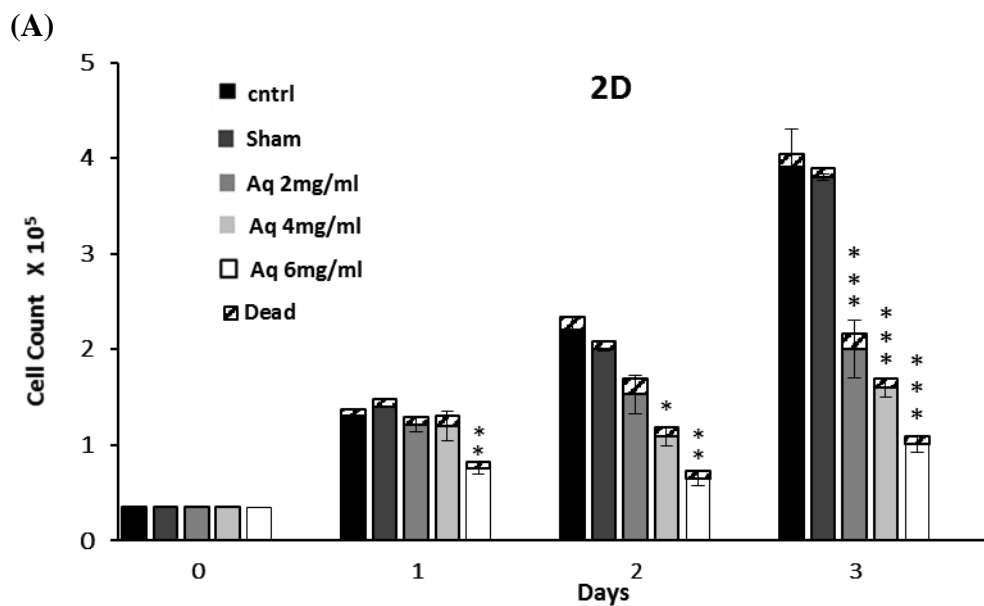 (A)
2D
5
4
3
2
1
0
Cell Count X 10⁵
cntrl
Sham
Aq 2mg/ml
Aq 4mg/ml
Aq 6mg/ml
Dead
**
*
**
***
***
***
0 1 2 3
Days